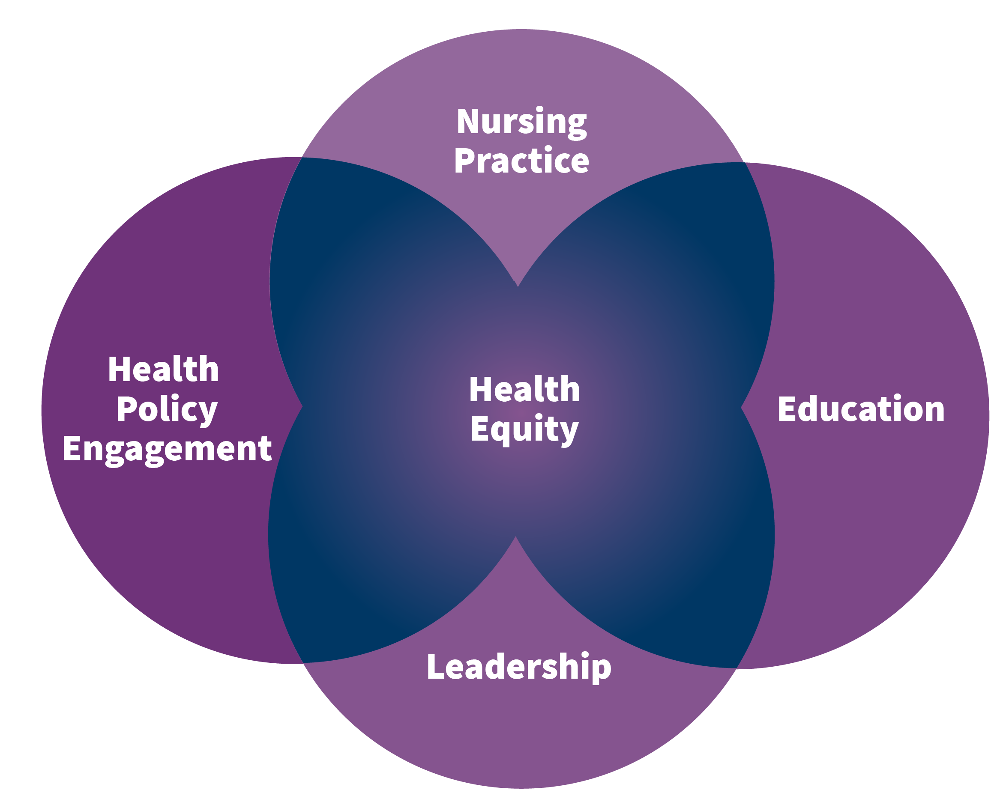 Nursing
Practice
Health
Policy
Engagement
Health
Equity
Education
Leadership